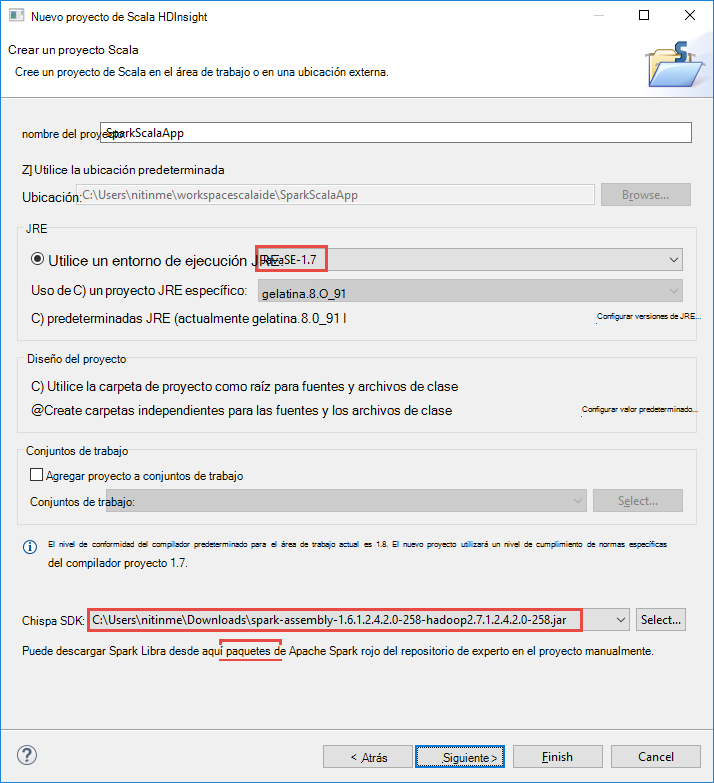 Nuevo proyecto de Scala HDInsight
Crear un proyecto Scala
Cree un proyecto de Scala en el área de trabajo o en una ubicación externa.
nombre del proyecto:
SparkScalaApp
Z] Utilice la ubicación predeterminada
Ubicación: C:\Users\nitinme\workspacescalaide\SparkScalaApp Browse...
JRE
Utilice un entorno de ejecución JRE: SE-1.7
Uso de C) un proyecto JRE específico: gelatina.8.O_91
C) predeterminadas JRE (actualmente gelatina.8.0_91 l Configurar versiones de JRE...
Diseño del proyecto
C) Utilice la carpeta de proyecto como raíz para fuentes y archivos de clase
@Create carpetas independientes para las fuentes y los archivos de clase Configurar valor predeterminado...
Conjuntos de trabajo
Agregar proyecto a conjuntos de trabajo
Conjuntos de trabajo: Select...
El nivel de conformidad del compilador predeterminado para el área de trabajo actual es 1.8. El nuevo proyecto utilizará un nivel de cumplimiento de normas específicas
del compilador proyecto 1.7.
Chispa SDK: C:\Users\nitinme\Downloads\spark-assembly-1.6.1.2.4.2.0-258-hadoop2.7.1.2.4.2.0-258.jar Select...
Puede descargar Spark Libra desde aquí paquetes de Apache Spark rojo del repositorio de experto en el proyecto manualmente.
? < Atrás Siguiente > Finish Cancel